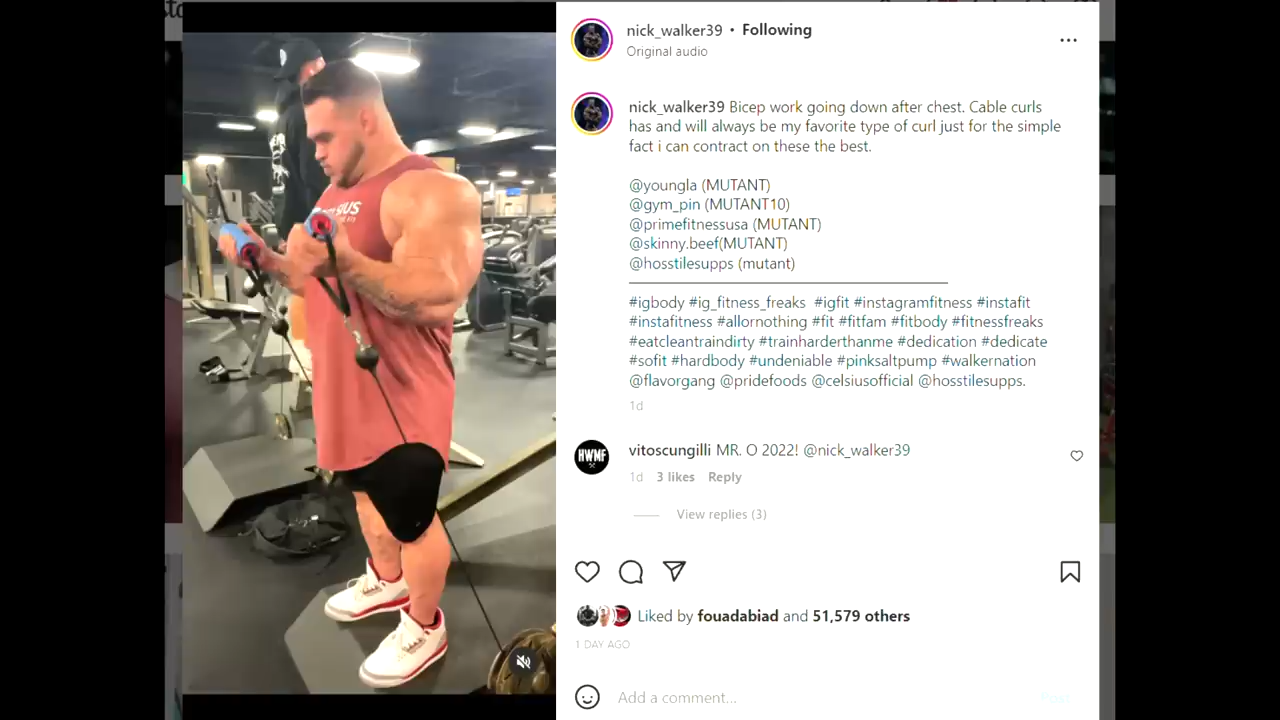 nick_walker39 • Following
Original audio
nick_walker39 Bicep work going down after chest. Cable curls
has and will always be my favorite type of curl just for the simple
fact i can contract on these the best.
@youngla (MUTANT)
@gym_pin (MUTANT10)
@primefitnessusa (MUTANT)
@skinny.beef(MUTANT)
@hosstilesupps (mutant)
#igbody #ig_fitness_freaks #igfit #instagramfitness #instafit
#instafitness #allornothing #fit #fitfam #fitbody #fitnessfreaks
#eatcleantraindirty #trainharderthanme #dedication #dedicate
#sofit #hardbody #undeniable #pinksaltpump #walkernation
@flavorgang @pridefoods @celsiusofficial @hosstilesupps.
1d
HWMF
vitoscungilli MR. O 2022! @nick_walker39
1d 3 likes Reply
View replies (3)
Liked by fouadabiad and 51,579 others
1 DAY AGO
Add a comment...
Post